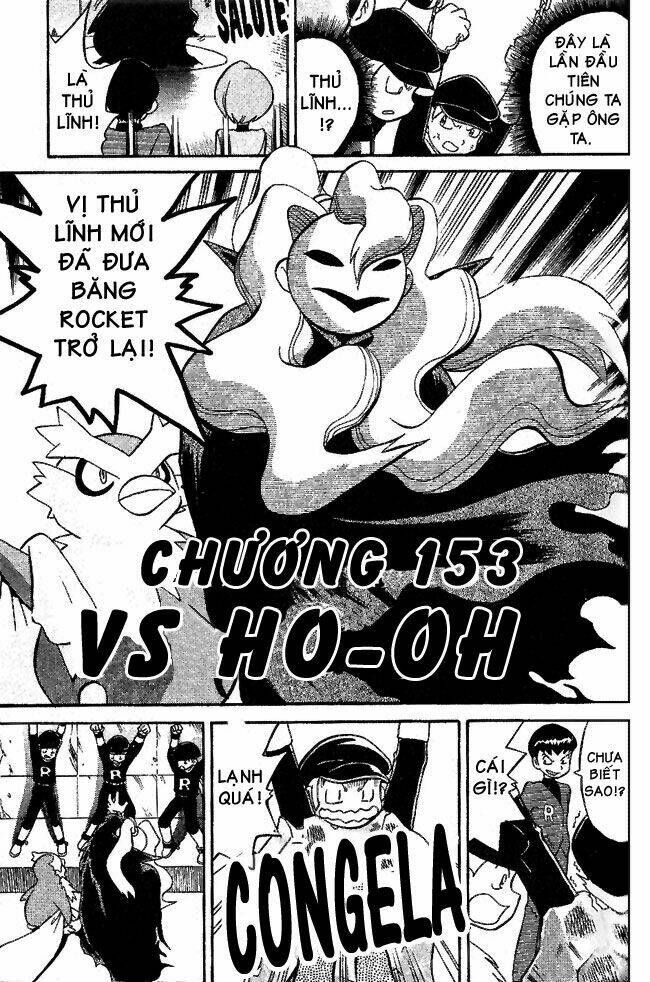 ĐÂY LÀ
LẦN ĐẦU
TIÊN
CHÚNG TA
GẶP ÔNG
TA.
THỦ
LĨNH...
!?
SALUTE
LÀ
THỦ
LĨNH!
VỊ THỦ
LĨNH MỚI
ĐÃ ĐƯA
BĂNG
ROCKET
TRỞ LẠI!
CHƯƠNG 153
VS HO-OH
CHƯA
BIẾT
SAO!?
CÁI
GÌ!?
R
LẠNH
QUÁ!
CONGELA
R
R
R